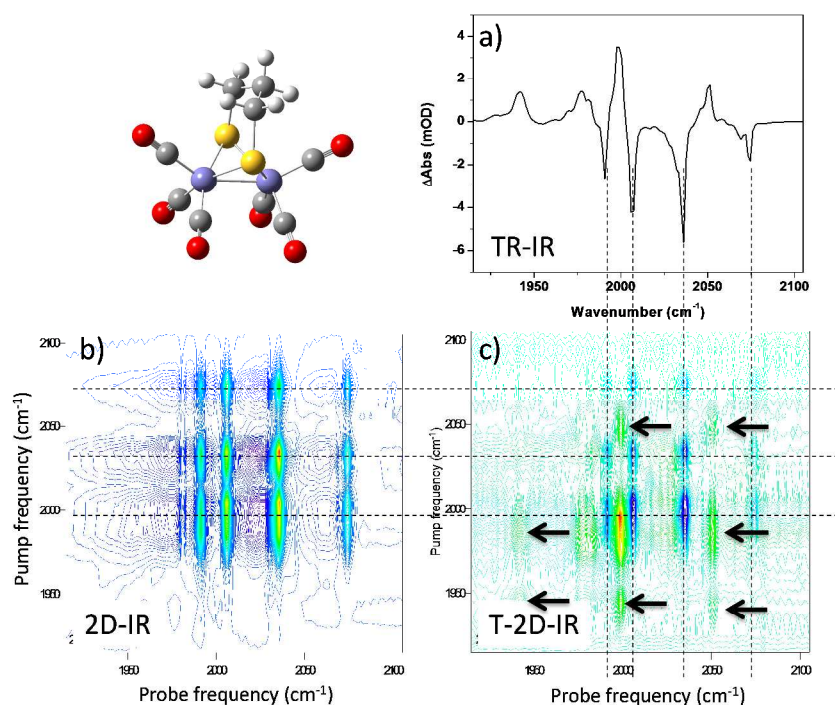 a)
4
2
0
-2
-4
-6
ΔAbs (mOD)
TR-IR
1950
2000
2050
2100
Wavenumber (cm-1)
b)
2100
2050
2000
1950
Pump frequency (cm-1)
2D-IR
1950
2000
2050
2100
Probe frequency (cm-1)
c)
2100
2050
2000
1950
Pump frequency (cm-1)
T-2D-IR
1950
2000
2050
2100
Probe frequency (cm-1)